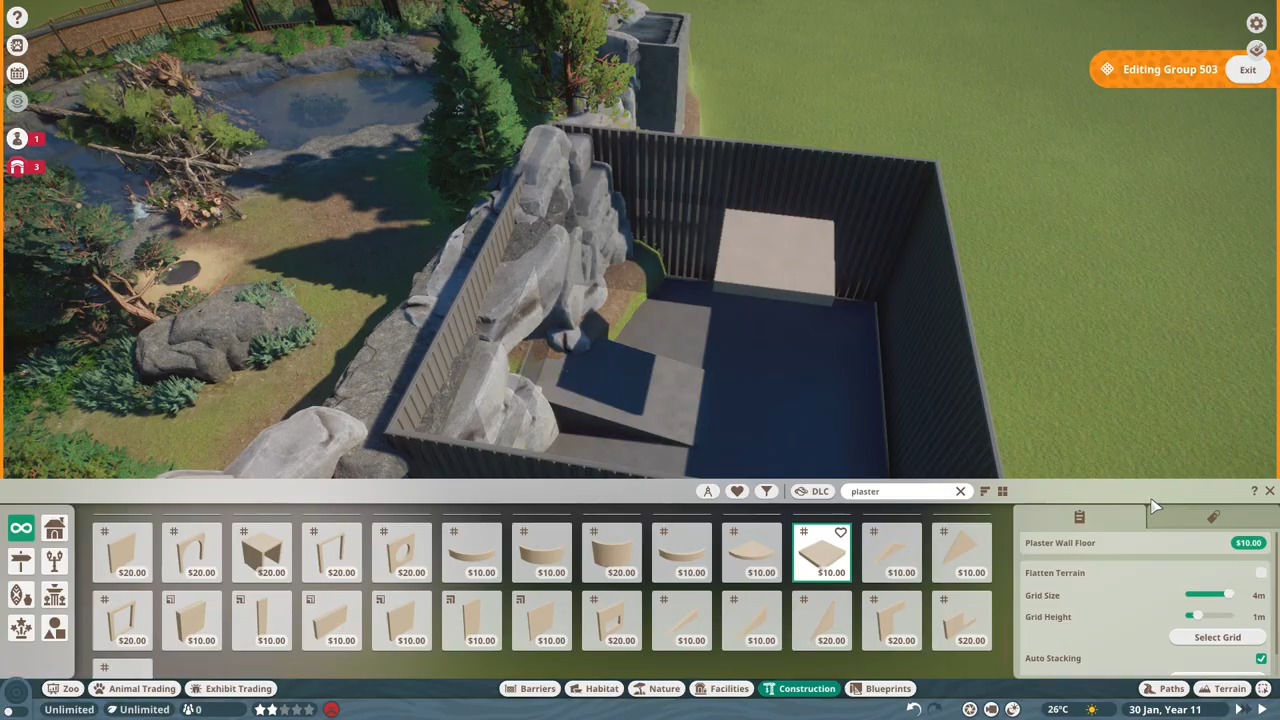 ?
Editing Group 503
Exit
1
3
DLC
plaster
?
$20.00 $20.00 $20.00 $20.00 $20.00 $10.00 $10.00 $20.00 $10.00 $10.00 $10.00 $10.00 $20.00
$20.00 $10.00 $10.00 $10.00 $10.00 $10.00 $10.00 $20.00 $10.00 $10.00 $20.00 $20.00 $20.00
Plaster Wall Floor
$10.00
Flatten Terrain
Grid Size
4m
Grid Height
1m
Select Grid
Auto Stacking
Zoo
Animal Trading
Exhibit Trading
Barriers
Habitat
Nature
Facilities
Construction
Blueprints
Paths
Terrain
Unlimited
Unlimited
0
26°C
30 Jan, Year 11